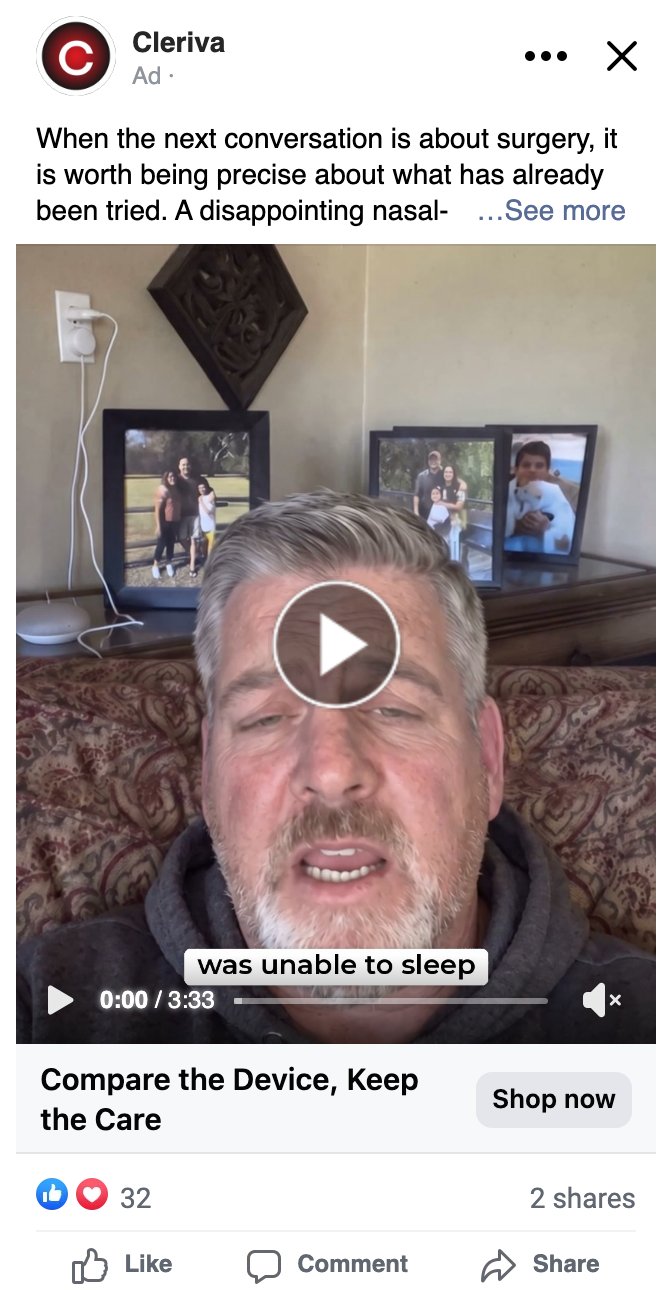 C
Cleriva
Ad ·
When the next conversation is about surgery, it
is worth being precise about what has already
been tried. A disappointing nasal- ...See more
was unable to sleep
0:00 / 3:33
Compare the Device, Keep
the Care
Shop now
32
2 shares
Like
Comment
Share